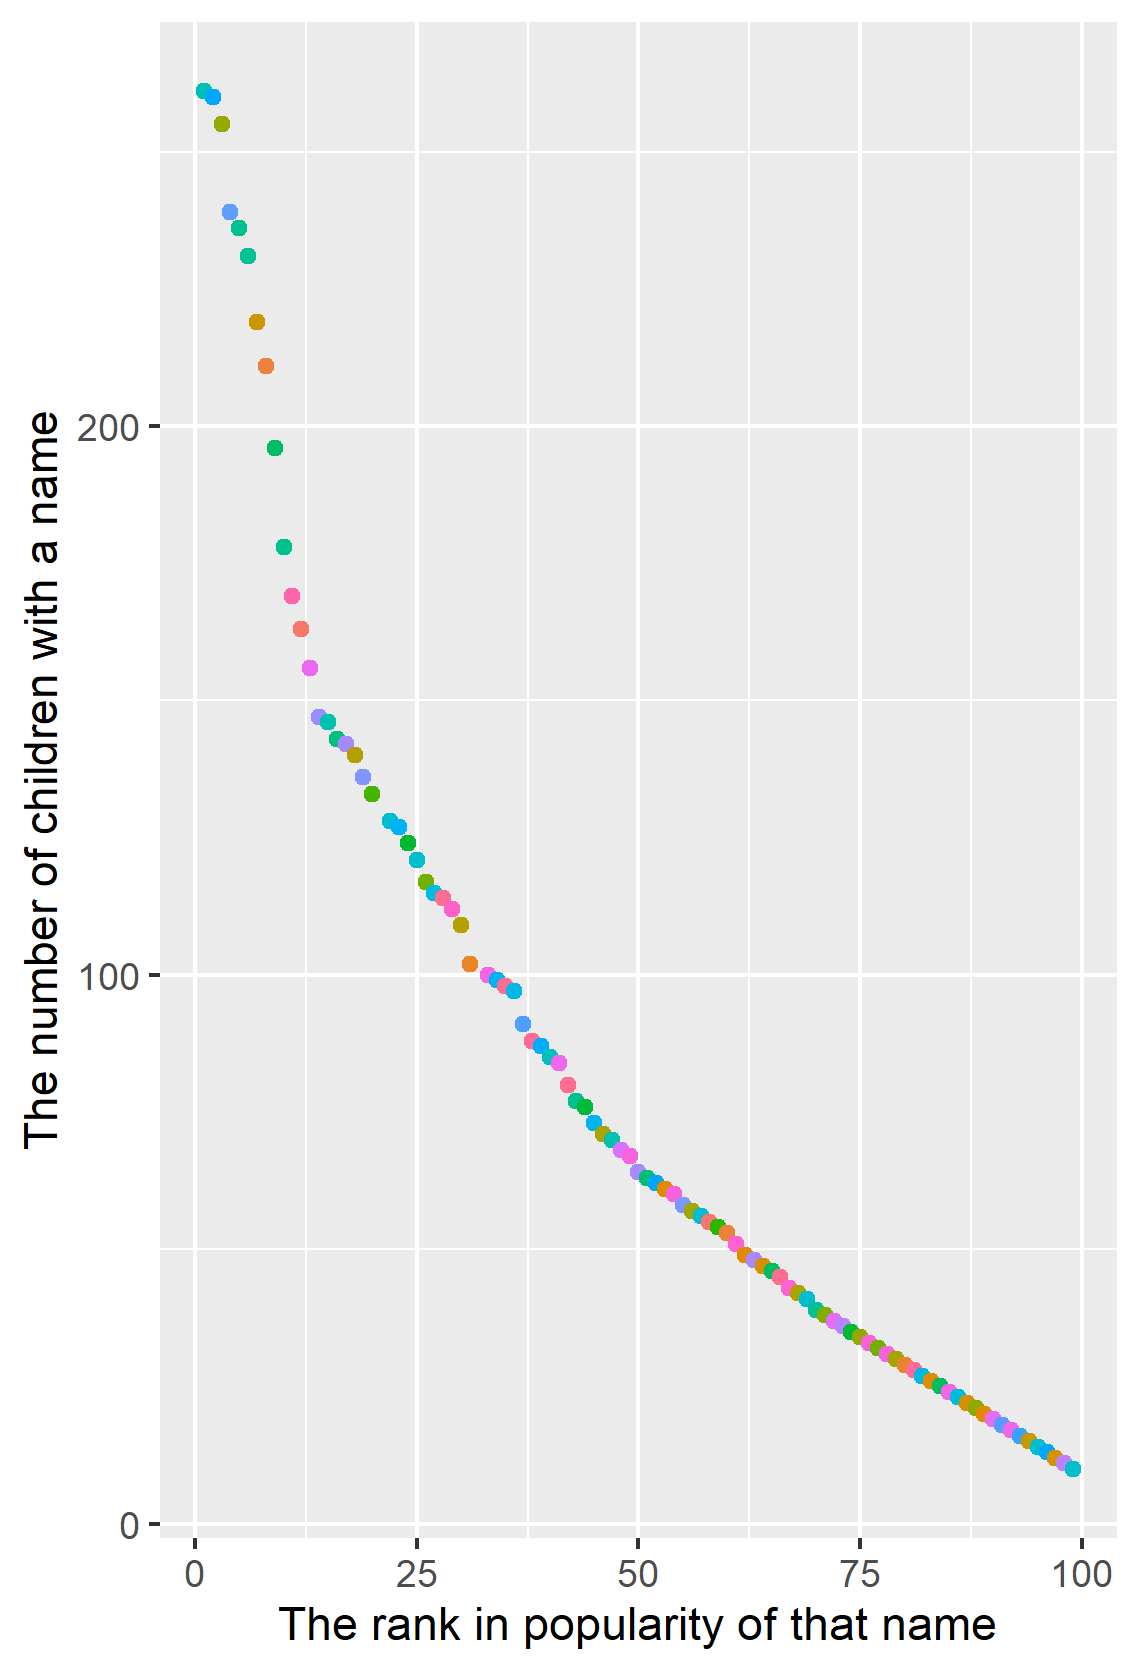 The number of children with a name
200
100
0
0 25 50 75 100
The rank in popularity of that name